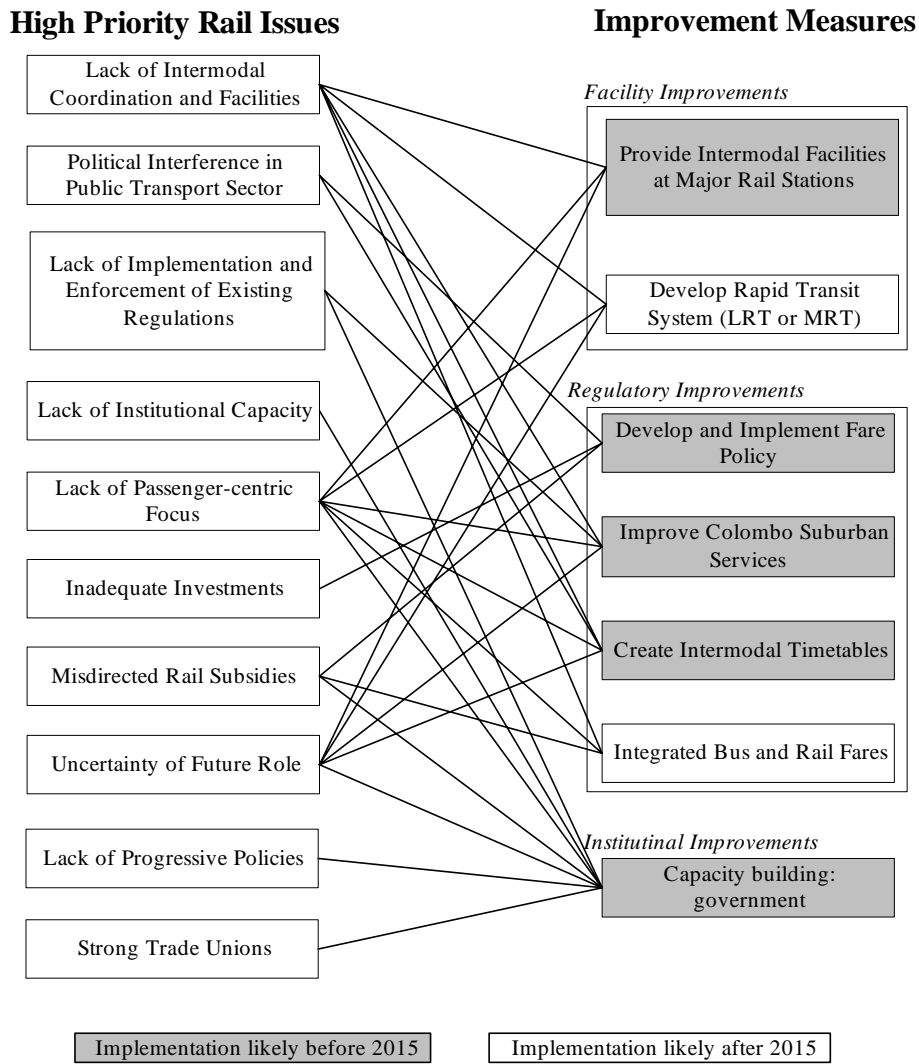 High Priority Rail Issues
Improvement Measures
Lack of Intermodal
Coordination and Facilities
Political Interference in
Public Transport Sector
Lack of Implementation and
Enforcement of Existing
Regulations
Lack of Institutional Capacity
Lack of Passenger-centric
Focus
Inadequate Investments
Misdirected Rail Subsidies
Uncertainty of Future Role
Lack of Progressive Policies
Strong Trade Unions
Facility Improvements
Provide Intermodal Facilities
at Major Rail Stations
Develop Rapid Transit
System (LRT or MRT)
Regulatory Improvements
Develop and Implement Fare
Policy
Improve Colombo Suburban
Services
Create Intermodal Timetables
Integrated Bus and Rail Fares
Institutinal Improvements
Capacity building:
government
Implementation likely before 2015
Implementation likely after 2015